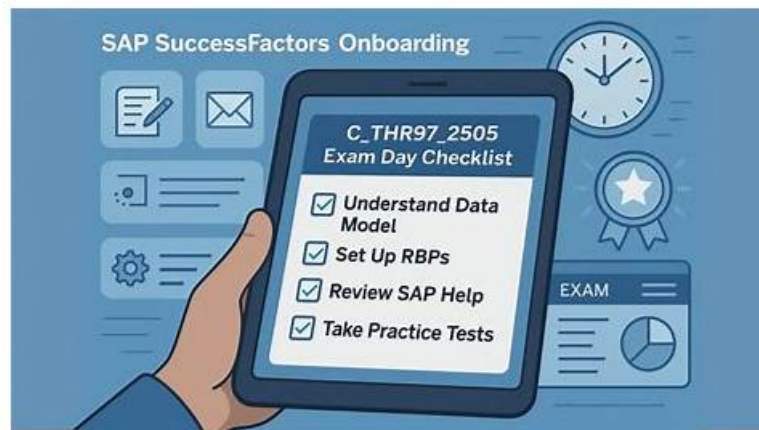 SAP SuccessFactors Onboarding
C_THR97_2505
Exam Day Checklist
Understand Data
Model
Set Up RBPs
Review SAP Help
Take Practice Tests
EXAM